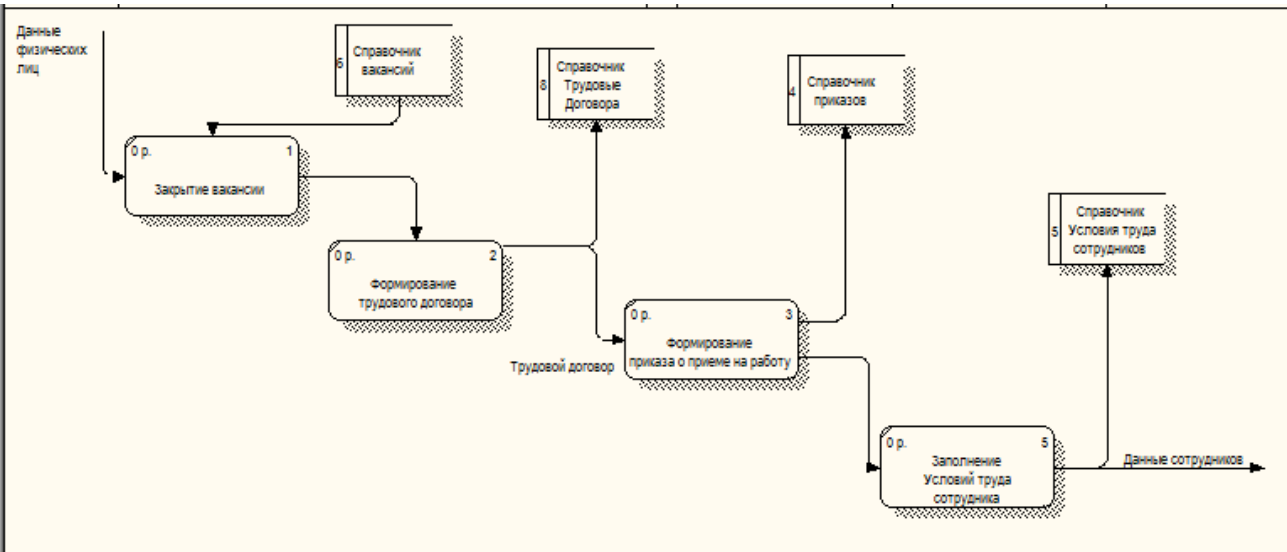 Данные
физических
лиц
6
Справочник
вакансий
8
Справочник
Трудовые
Договора
4
Справочник
приказов
0 р. 1
Закрытие вакансии
5
Справочник
Условия труда
сотрудников
0 р. 2
Формирование
трудового договора
0 р. 3
Формирование
приказа о приеме на работу
Трудовой договор
0 р. 5
Заполнение
Условий труда
сотрудника
Данные сотрудников